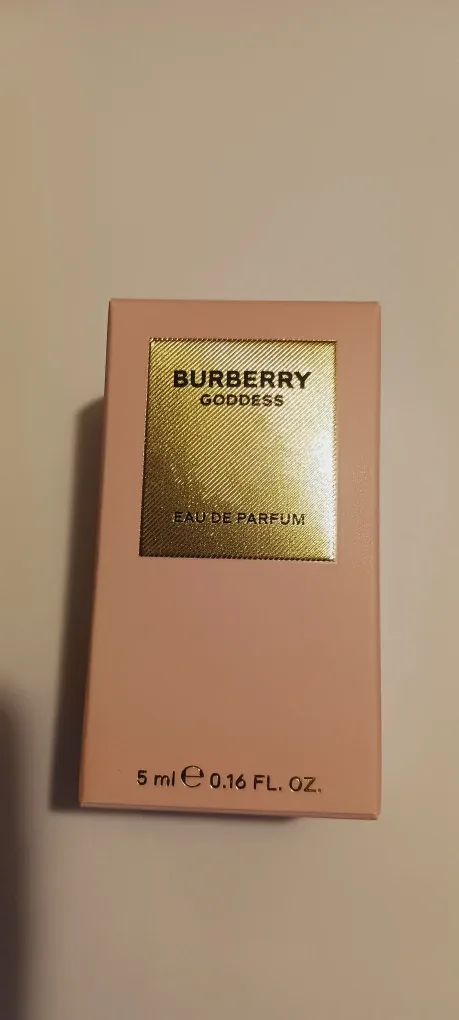 BURBERRY
GODDESS
EAU DE PARFUM
5 ml ℮ 0.16 FL. OZ.